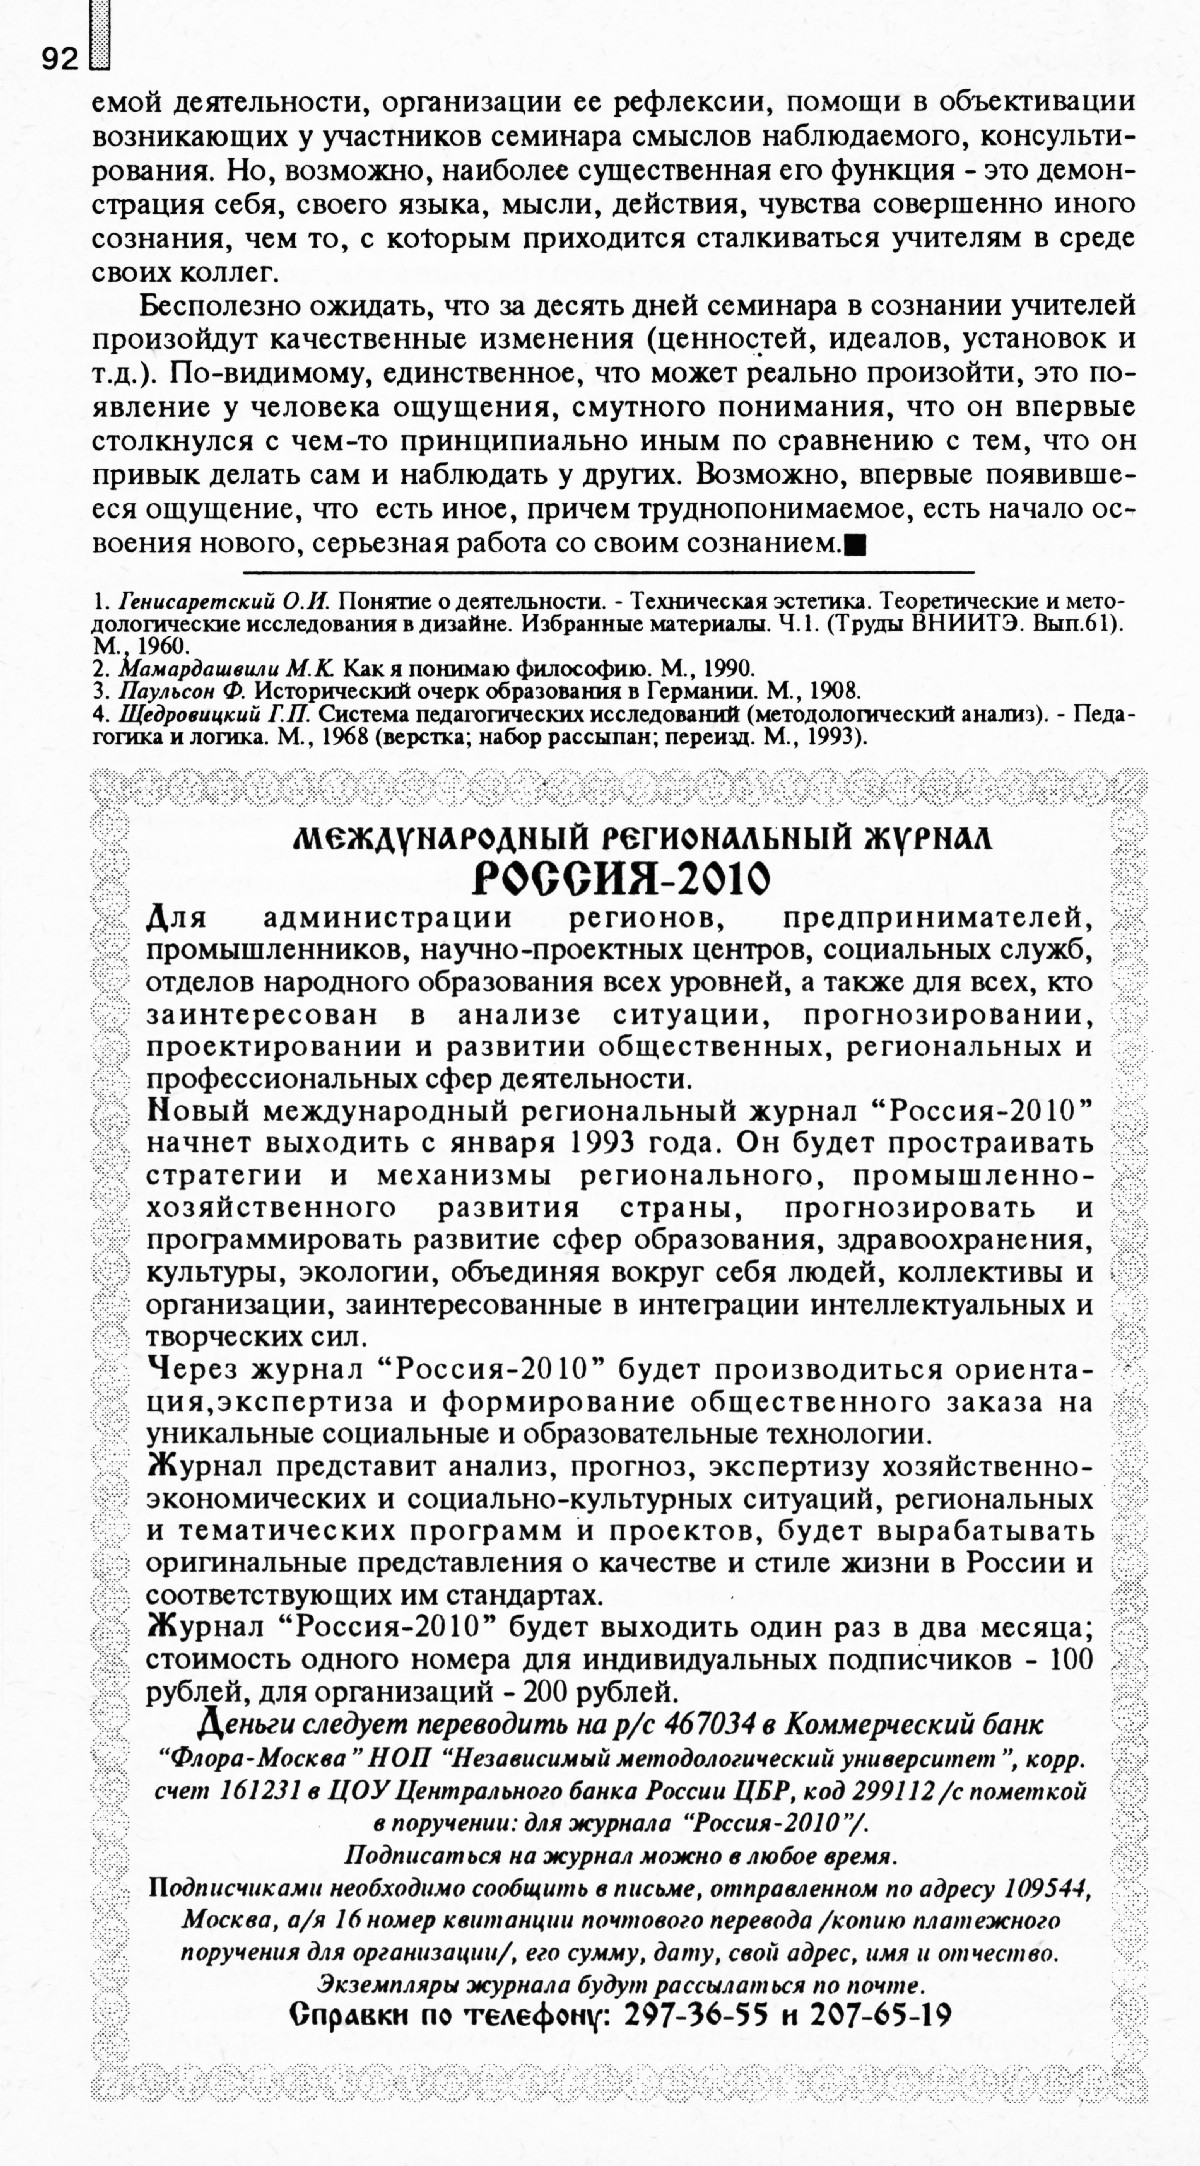 92
емой деятельности, организации ее рефлексии, помощи в объективации
возникающих у участников семинара смыслов наблюдаемого, консульти-
рования. Но, возможно, наиболее существенная его функция - это демон-
страция себя, своего языка, мысли, действия, чувства совершенно иного
сознания, чем то, с которым приходится сталкиваться учителям в среде
своих коллег.
Бесполезно ожидать, что за десять дней семинара в сознании учителей
произойдут качественные изменения (ценностей, идеалов, установок и
т.д.). По-видимому, единственное, что может реально произойти, это по-
явление у человека ощущения, смутного понимания, что он впервые
столкнулся с чем-то принципиально иным по сравнению с тем, что он
привык делать сам и наблюдать у других. Возможно, впервые появивше-
еся ощущение, что есть иное, причем труднопонимаемое, есть начало ос-
воения нового, серьезная работа со своим сознанием.■
1. Генисаретский О.И. Понятие о деятельности. - Техническая эстетика. Теоретические и мето-
дологические исследования в дизайне. Избранные материалы. Ч.1. (Труды ВНИИТЭ. Вып.61).
М., 1960.
2. Мамардашвили М.К. Как я понимаю философию. М., 1990.
3. Паульсон Ф. Исторический очерк образования в Германии. М., 1908.
4. Щедровицкий Г.П. Система педагогических исследований (методологический анализ). - Педа-
гогика и логика. М., 1968 (верстка; набор рассыпан; переизд. М., 1993).
МЕЖДУНАРОДНЫЙ РЕГИОНАЛЬНЫЙ ЖУРНАЛ
РОССИЯ-2010
Для администрации регионов, предпринимателей,
промышленников, научно-проектных центров, социальных служб,
отделов народного образования всех уровней, а также для всех, кто
заинтересован в анализе ситуации, прогнозировании,
проектировании и развитии общественных, региональных и
профессиональных сфер деятельности.
Новый международный региональный журнал “Россия-2010”
начнет выходить с января 1993 года. Он будет простраивать
стратегии и механизмы регионального, промышленно-
хозяйственного развития страны, прогнозировать и
программировать развитие сфер образования, здравоохранения,
культуры, экологии, объединяя вокруг себя людей, коллективы и
организации, заинтересованные в интеграции интеллектуальных и
творческих сил.
Через журнал “Россия-2010” будет производиться ориента-
ция,экспертиза и формирование общественного заказа на
уникальные социальные и образовательные технологии.
Журнал представит анализ, прогноз, экспертизу хозяйственно-
экономических и социально-культурных ситуаций, региональных
и тематических программ и проектов, будет вырабатывать
оригинальные представления о качестве и стиле жизни в России и
соответствующих им стандартах.
Журнал “Россия-2010” будет выходить один раз в два месяца;
стоимость одного номера для индивидуальных подписчиков - 100
рублей, для организаций - 200 рублей.
Деньги следует переводить на р/с 467034 в Коммерческий банк
“Флора-Москва” НОП “Независимый методологический университет”, корр.
счет 161231 в ЦОУ Центрального банка России ЦБР, код 299112 /с пометкой
в поручении: для журнала “Россия-2010”/.
Подписаться на журнал можно в любое время.
Подписчиками необходимо сообщить в письме, отправленном по адресу 109544,
Москва, а/я 16 номер квитанции почтового перевода /копию платежного
поручения для организации/, его сумму, дату, свой адрес, имя и отчество.
Экземпляры журнала будут рассылаться по почте.
Справки по телефону: 297-36-55 и 207-65-19